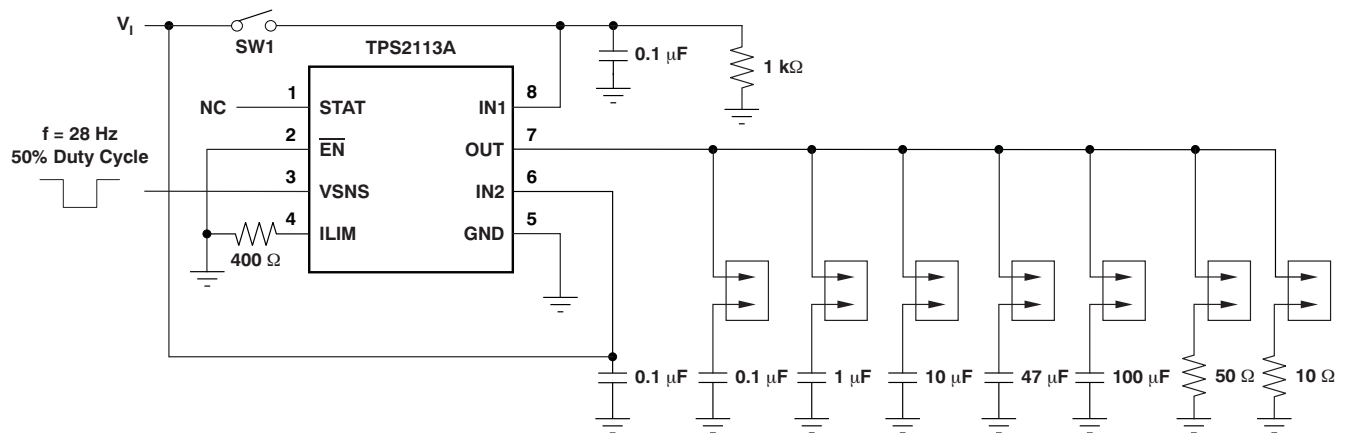 V_I
SW1
TPS2113A
0.1 μF
1 kΩ
NC
1
STAT
IN1
8
f = 28 Hz
50% Duty Cycle
2
EN̅
OUT
7
3
VSNS
IN2
6
4
ILIM
GND
5
400 Ω
0.1 μF
0.1 μF
1 μF
10 μF
47 μF
100 μF
50 Ω
10 Ω